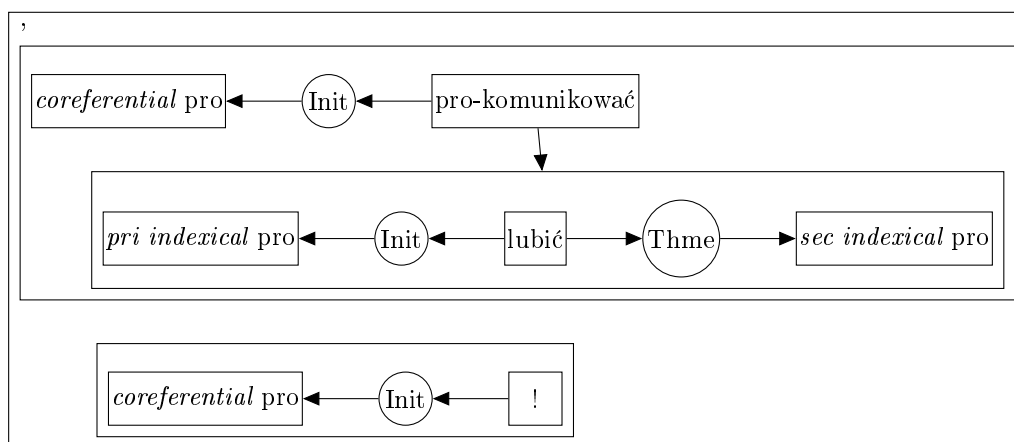 ,
coreferential pro Init pro-komunikować
pri indexical pro Init lubić Thme sec indexical pro
coreferential pro Init !